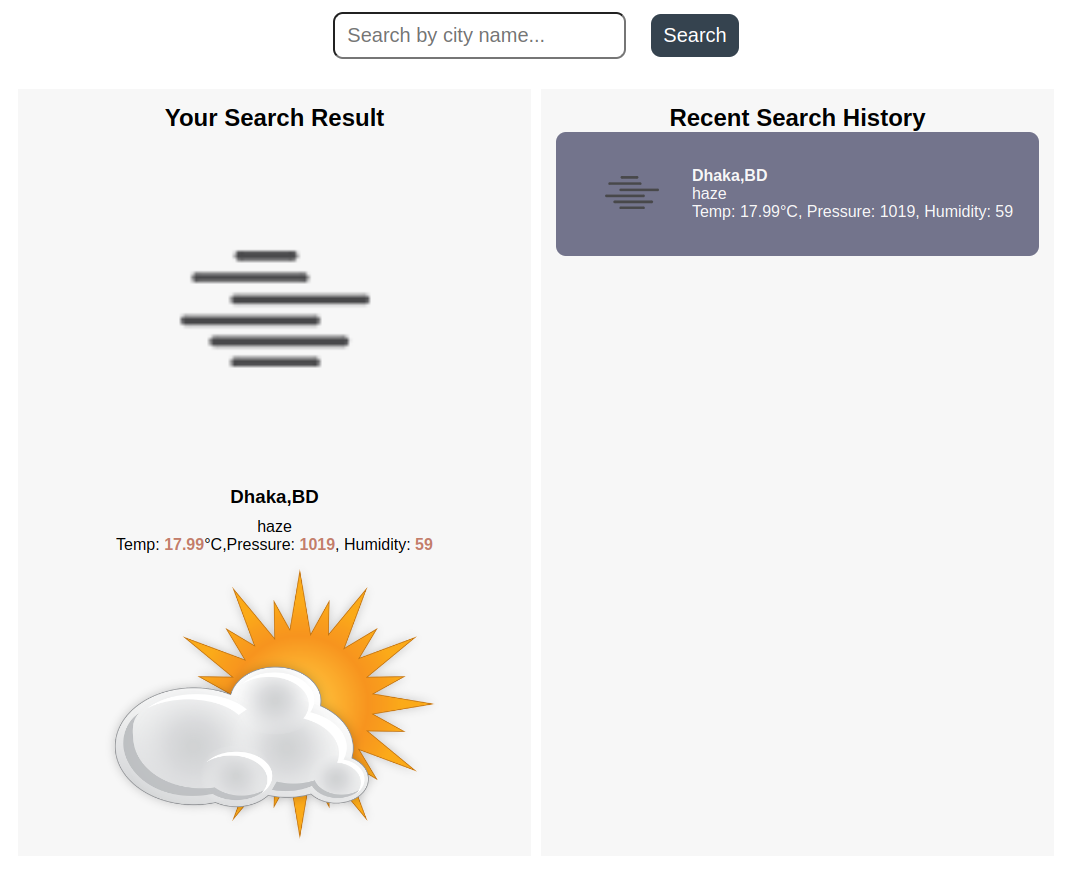 Search by city name...
Search
Your Search Result
Dhaka,BD
haze
Temp: 17.99°C,Pressure: 1019, Humidity: 59
Recent Search History
Dhaka,BD
haze
Temp: 17.99°C, Pressure: 1019, Humidity: 59